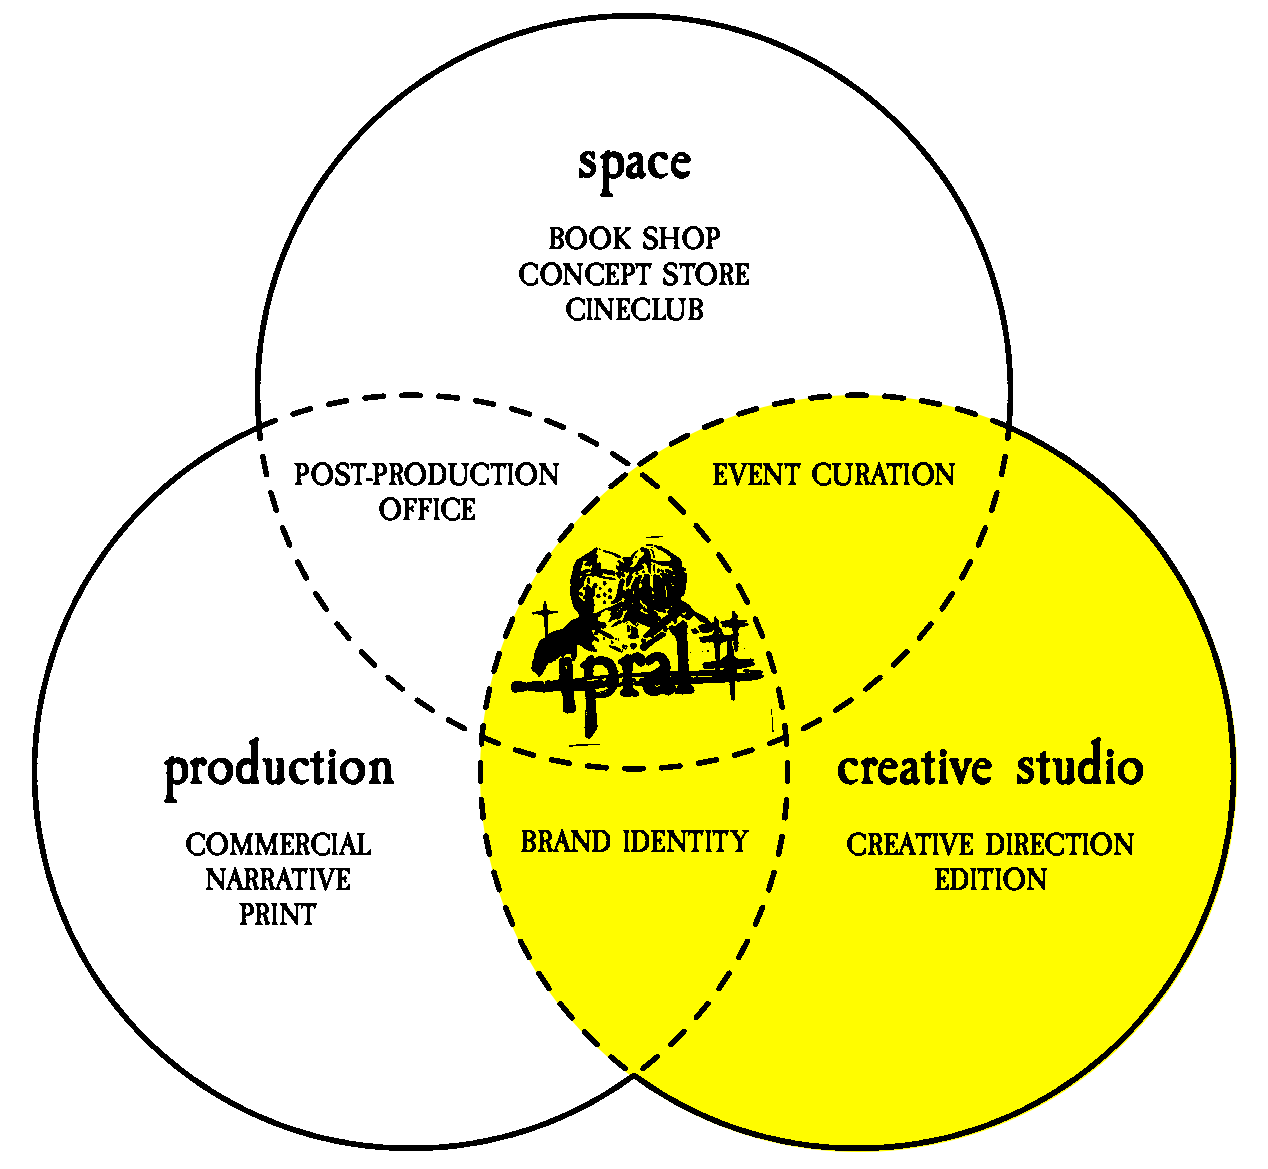 space
BOOK SHOP
CONCEPT STORE
CINECLUB
POST-PRODUCTION
OFFICE
EVENT CURATION
pral
production
COMMERCIAL
NARRATIVE
PRINT
BRAND IDENTITY
creative studio
CREATIVE DIRECTION
EDITION